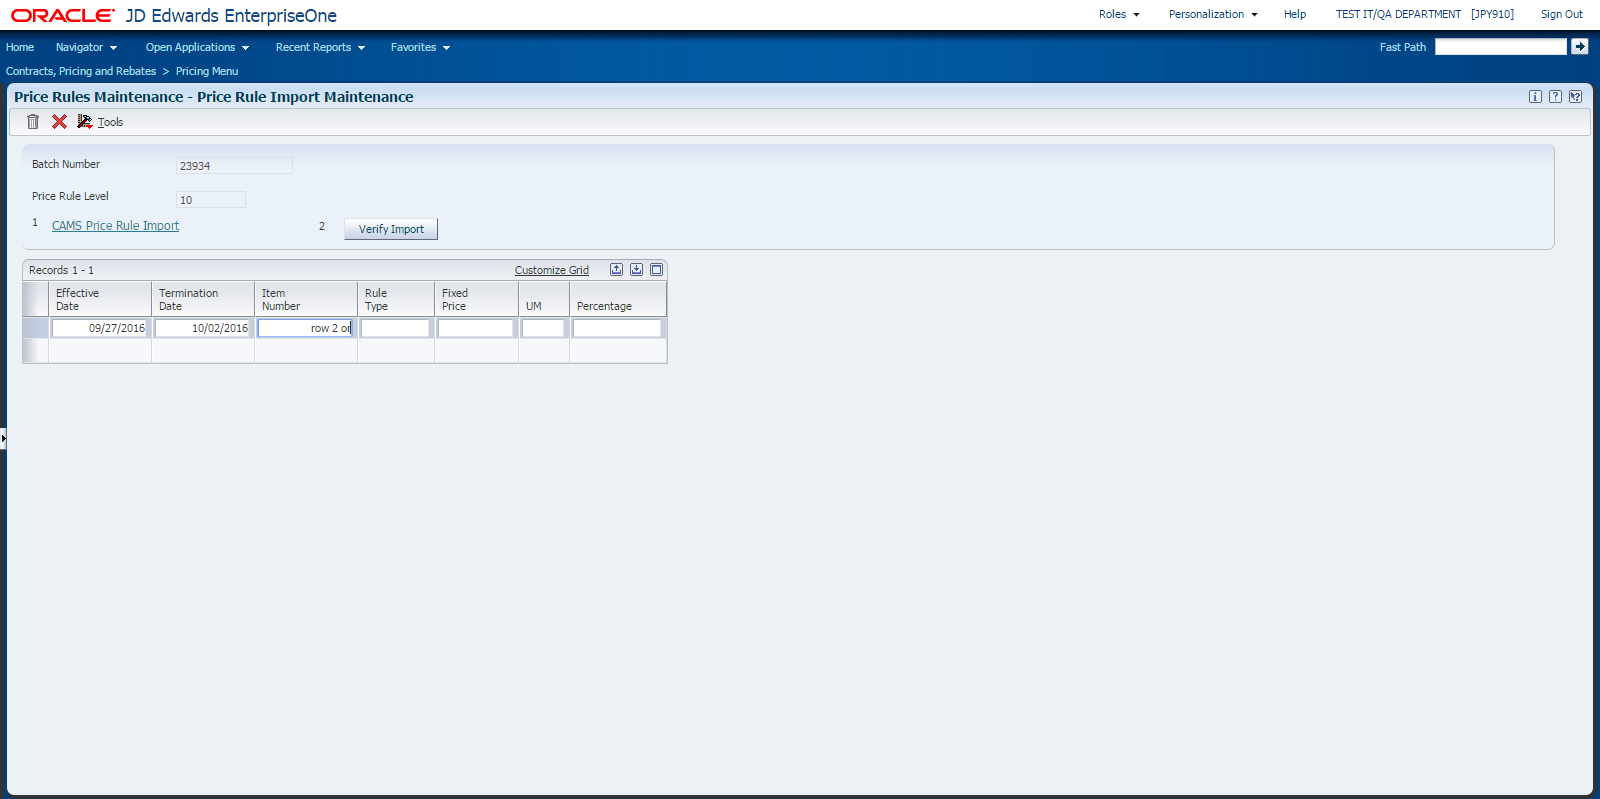 ORACLE JD Edwards EnterpriseOne
Roles Personalization Help TEST IT/QA DEPARTMENT [JPY910] Sign Out
Home Navigator Open Applications Recent Reports Favorites Fast Path
Contracts, Pricing and Rebates > Pricing Menu
Price Rules Maintenance - Price Rule Import Maintenance
Tools
Batch Number 23934
Price Rule Level 10
1 CAMS Price Rule Import 2 Verify Import
Records 1 - 1 Customize Grid
Effective Date Termination Date Item Number Rule Type Fixed Price UM Percentage
09/27/2016 10/02/2016 row 2 or